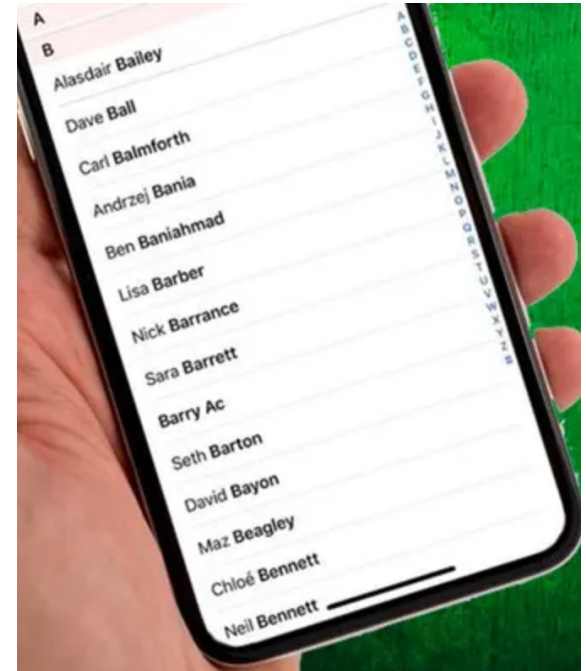 A
B
Alasdair Bailey
Dave Ball
Carl Balmforth
Andrzej Bania
Ben Baniahmad
Lisa Barber
Nick Barrance
Sara Barrett
Barry Ac
Seth Barton
David Bayon
Maz Beagley
Chloé Bennett
Neil Bennett
A
B
C
D
E
F
G
H
I
J
K
L
M
N
O
P
Q
R
S
T
U
V
W
X
Y
Z
#